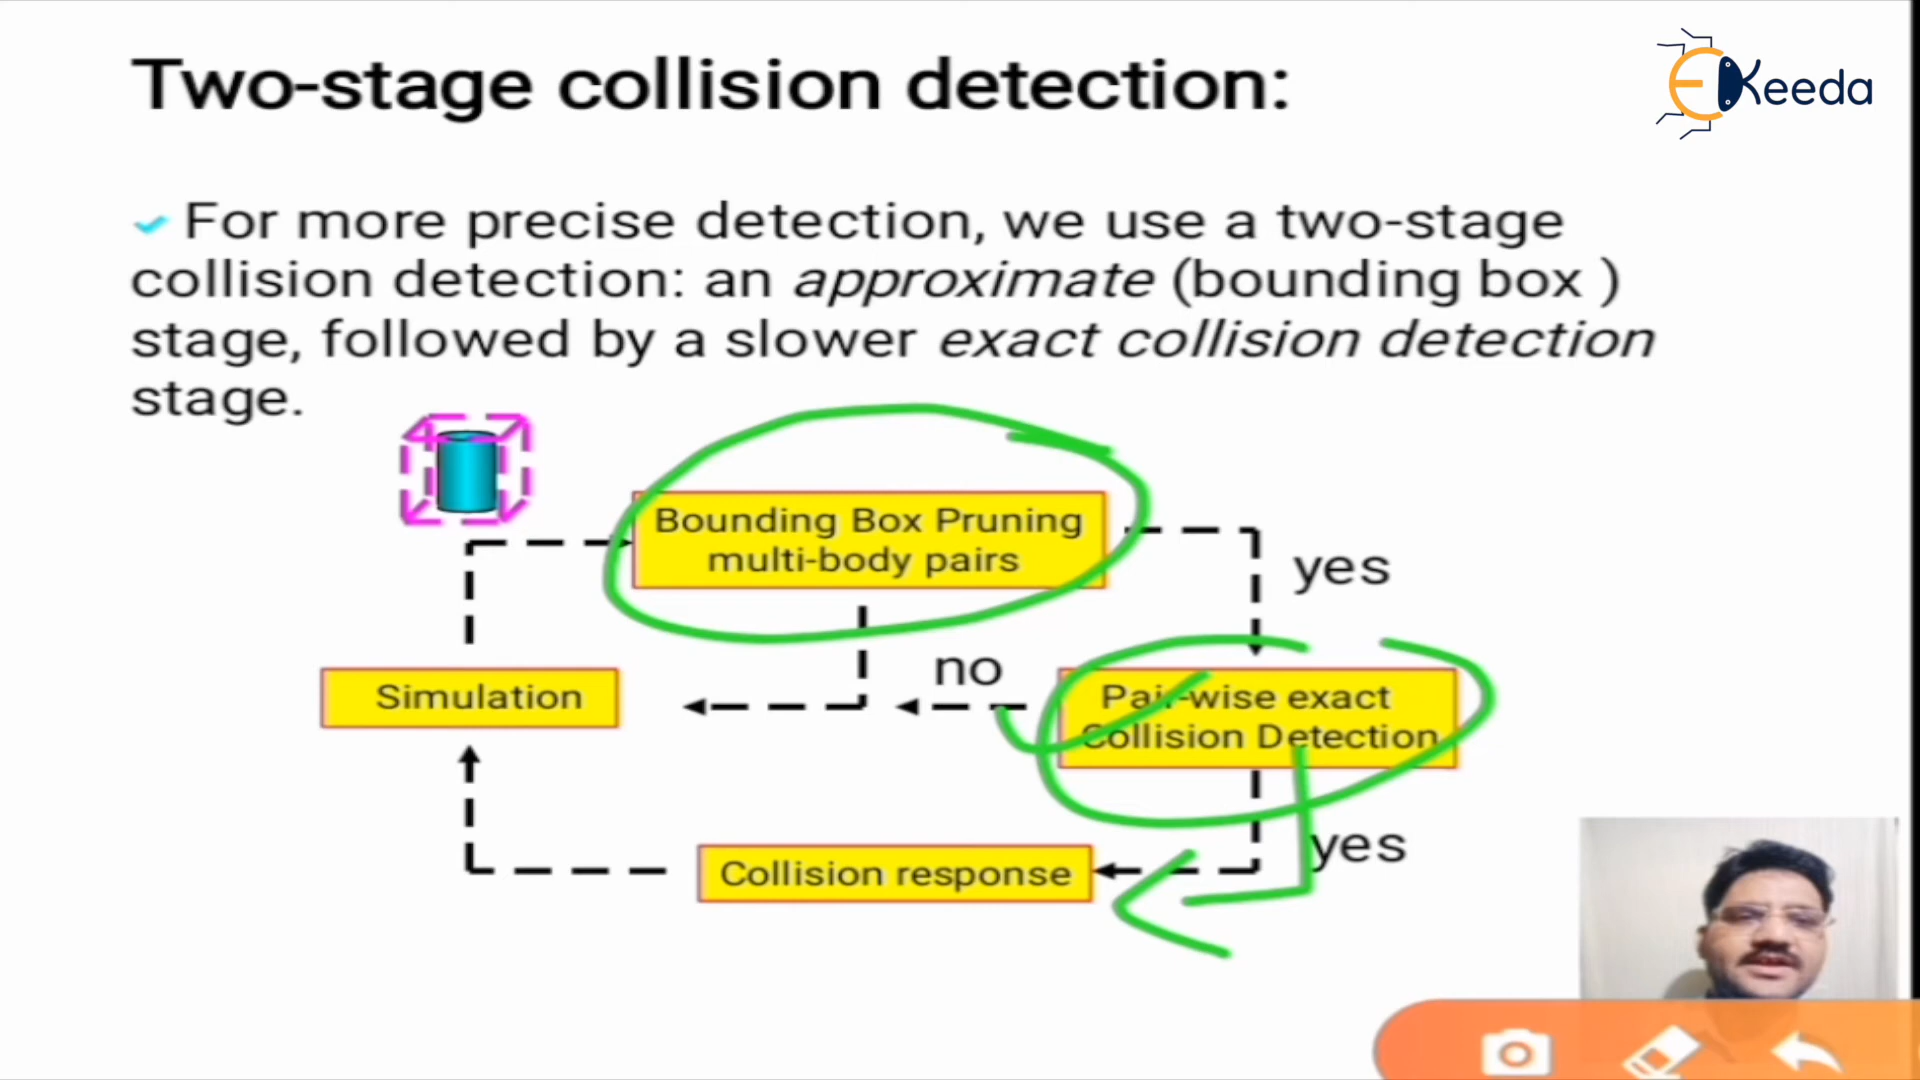 Two-stage collision detection:
EKeeda
For more precise detection, we use a two-stage
collision detection: an approximate (bounding box )
stage, followed by a slower exact collision detection
stage.
Bounding Box Pruning
multi-body pairs
yes
no
Simulation
Pair-wise exact
Collision Detection
yes
Collision response